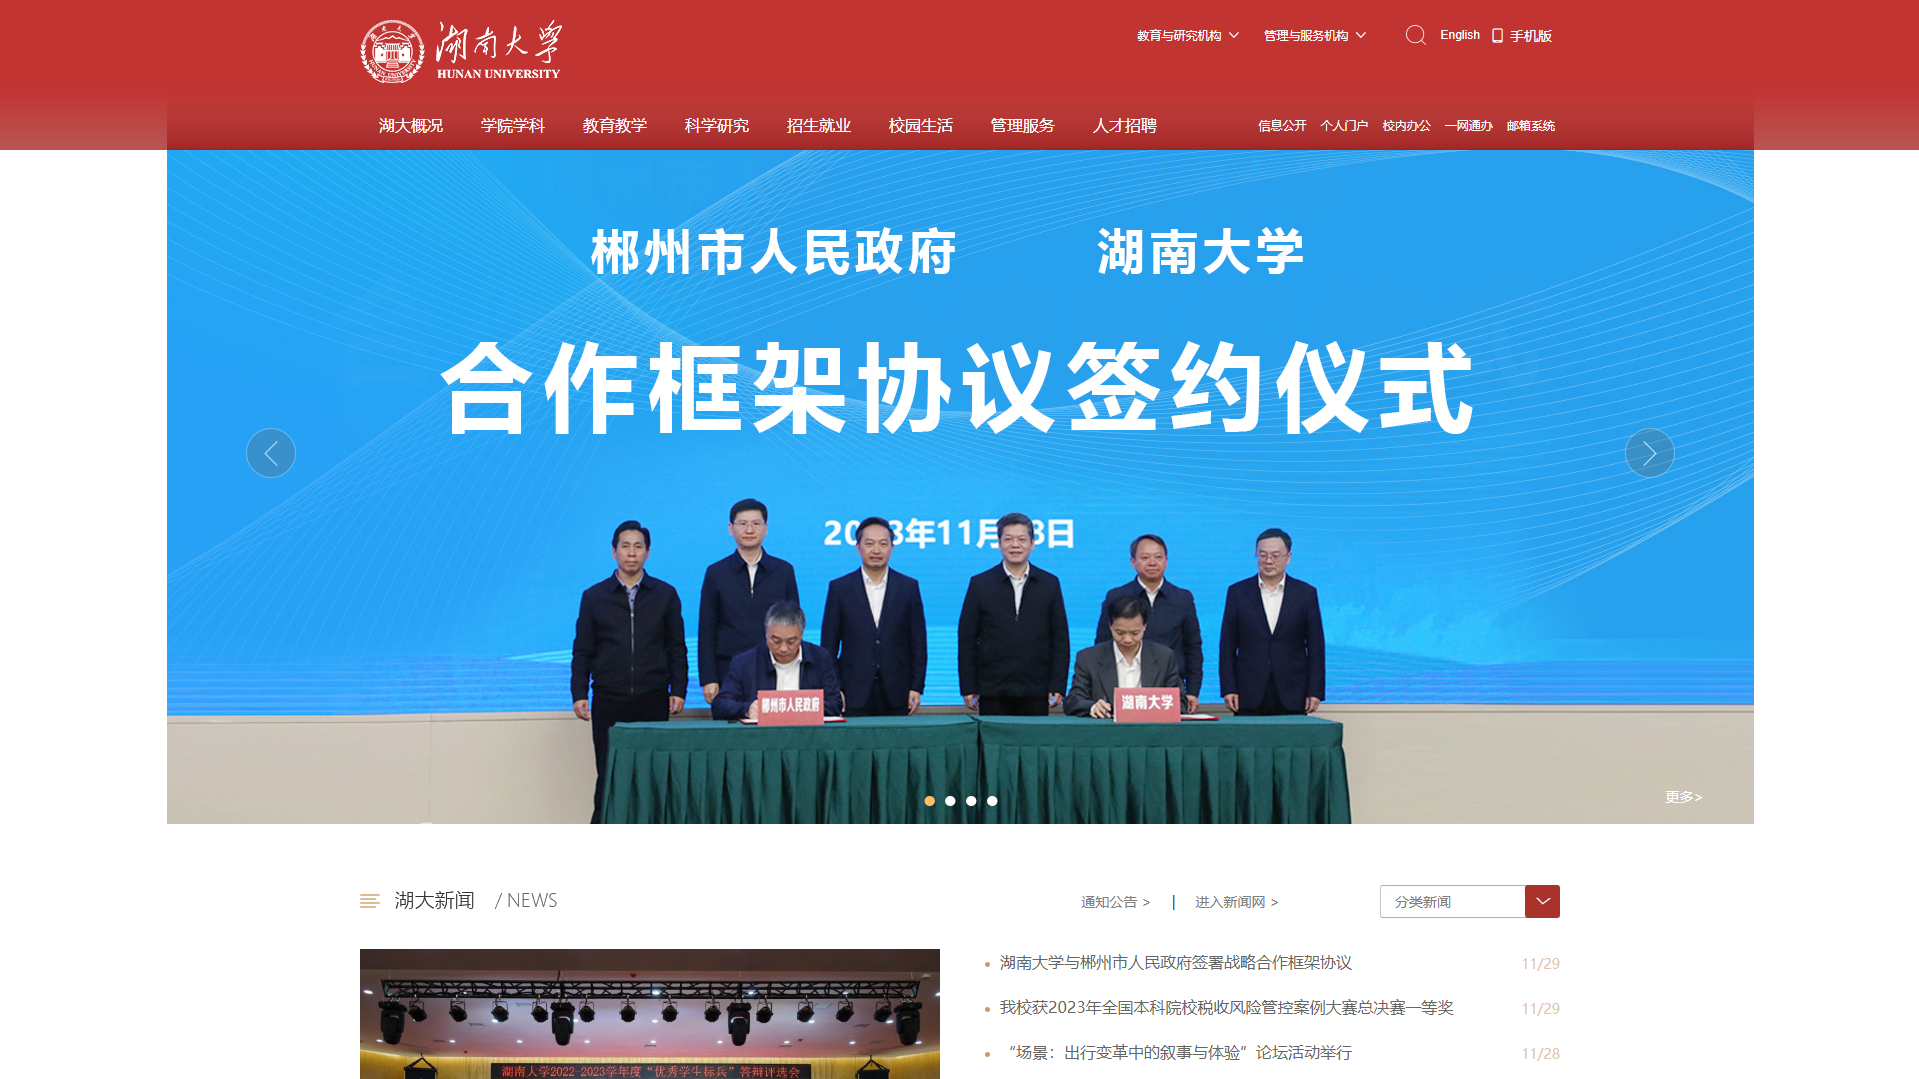 湖南大学
HUNAN UNIVERSITY
教育与研究机构
管理与服务机构
English
手机版
湖大概况
学院学科
教育教学
科学研究
招生就业
校园生活
管理服务
人才招聘
信息公开
个人门户
校内办公
一网通办
邮箱系统
郴州市人民政府 湖南大学
合作框架协议签约仪式
郴州市人民政府
湖南大学
更多>
湖大新闻 / NEWS
通知公告 > | 进入新闻网 >
分类新闻
湖南大学与郴州市人民政府签署战略合作框架协议 11/29
我校获2023年全国本科院校税收风险管控案例大赛总决赛一等奖 11/29
“场景：出行变革中的叙事与体验”论坛活动举行 11/28
湖南大学2022-2023学年度“优秀学生标兵”答辩评选会